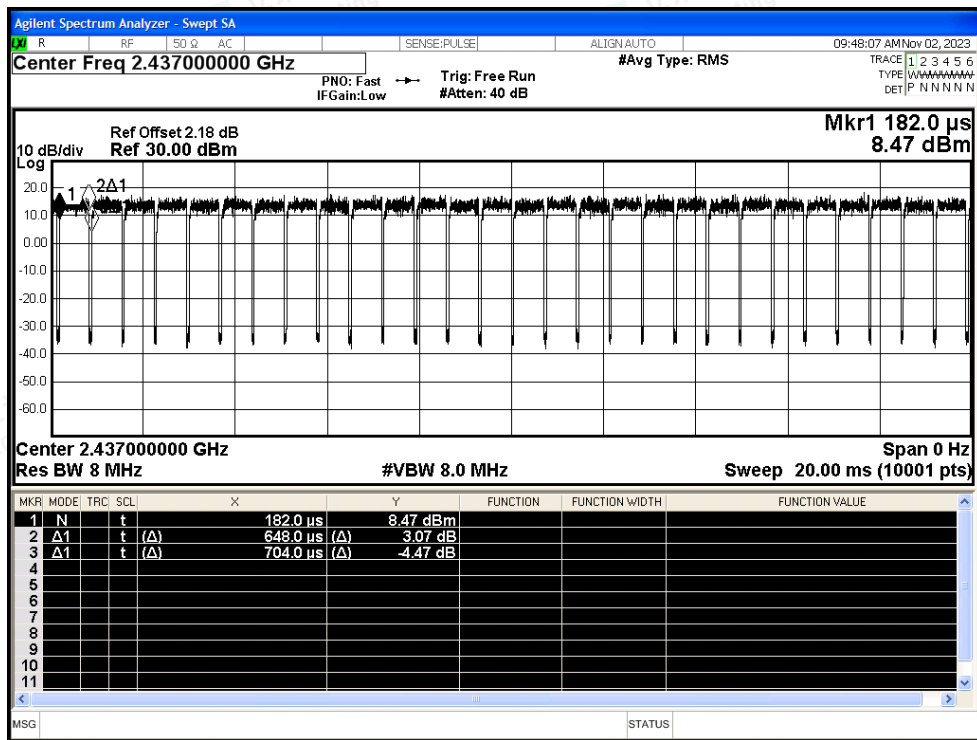 Agilent Spectrum Analyzer - Swept SA
LXI R RF 50 Ω AC SENSE:PULSE ALIGN AUTO 09:48:07 AM Nov 02, 2023
Center Freq 2.437000000 GHz #Avg Type: RMS TRACE 1 2 3 4 5 6
PNO: Fast Trig: Free Run TYPE WWWWWW
IFGain:Low #Atten: 40 dB DET P N N N N N
Mkr1 182.0 µs
Ref Offset 2.18 dB
10 dB/div Ref 30.00 dBm 8.47 dBm
Log
20.0
1 2Δ1
10.0
0.00
-10.0
-20.0
-30.0
-40.0
-50.0
-60.0
Center 2.437000000 GHz Span 0 Hz
Res BW 8 MHz #VBW 8.0 MHz Sweep 20.00 ms (10001 pts)
MKR MODE TRC SCL X Y FUNCTION FUNCTION WIDTH FUNCTION VALUE
1 N t 182.0 µs 8.47 dBm
2 Δ1 t (Δ) 648.0 µs (Δ) 3.07 dB
3 Δ1 t (Δ) 704.0 µs (Δ) -4.47 dB
4
5
6
7
8
9
10
11
MSG STATUS